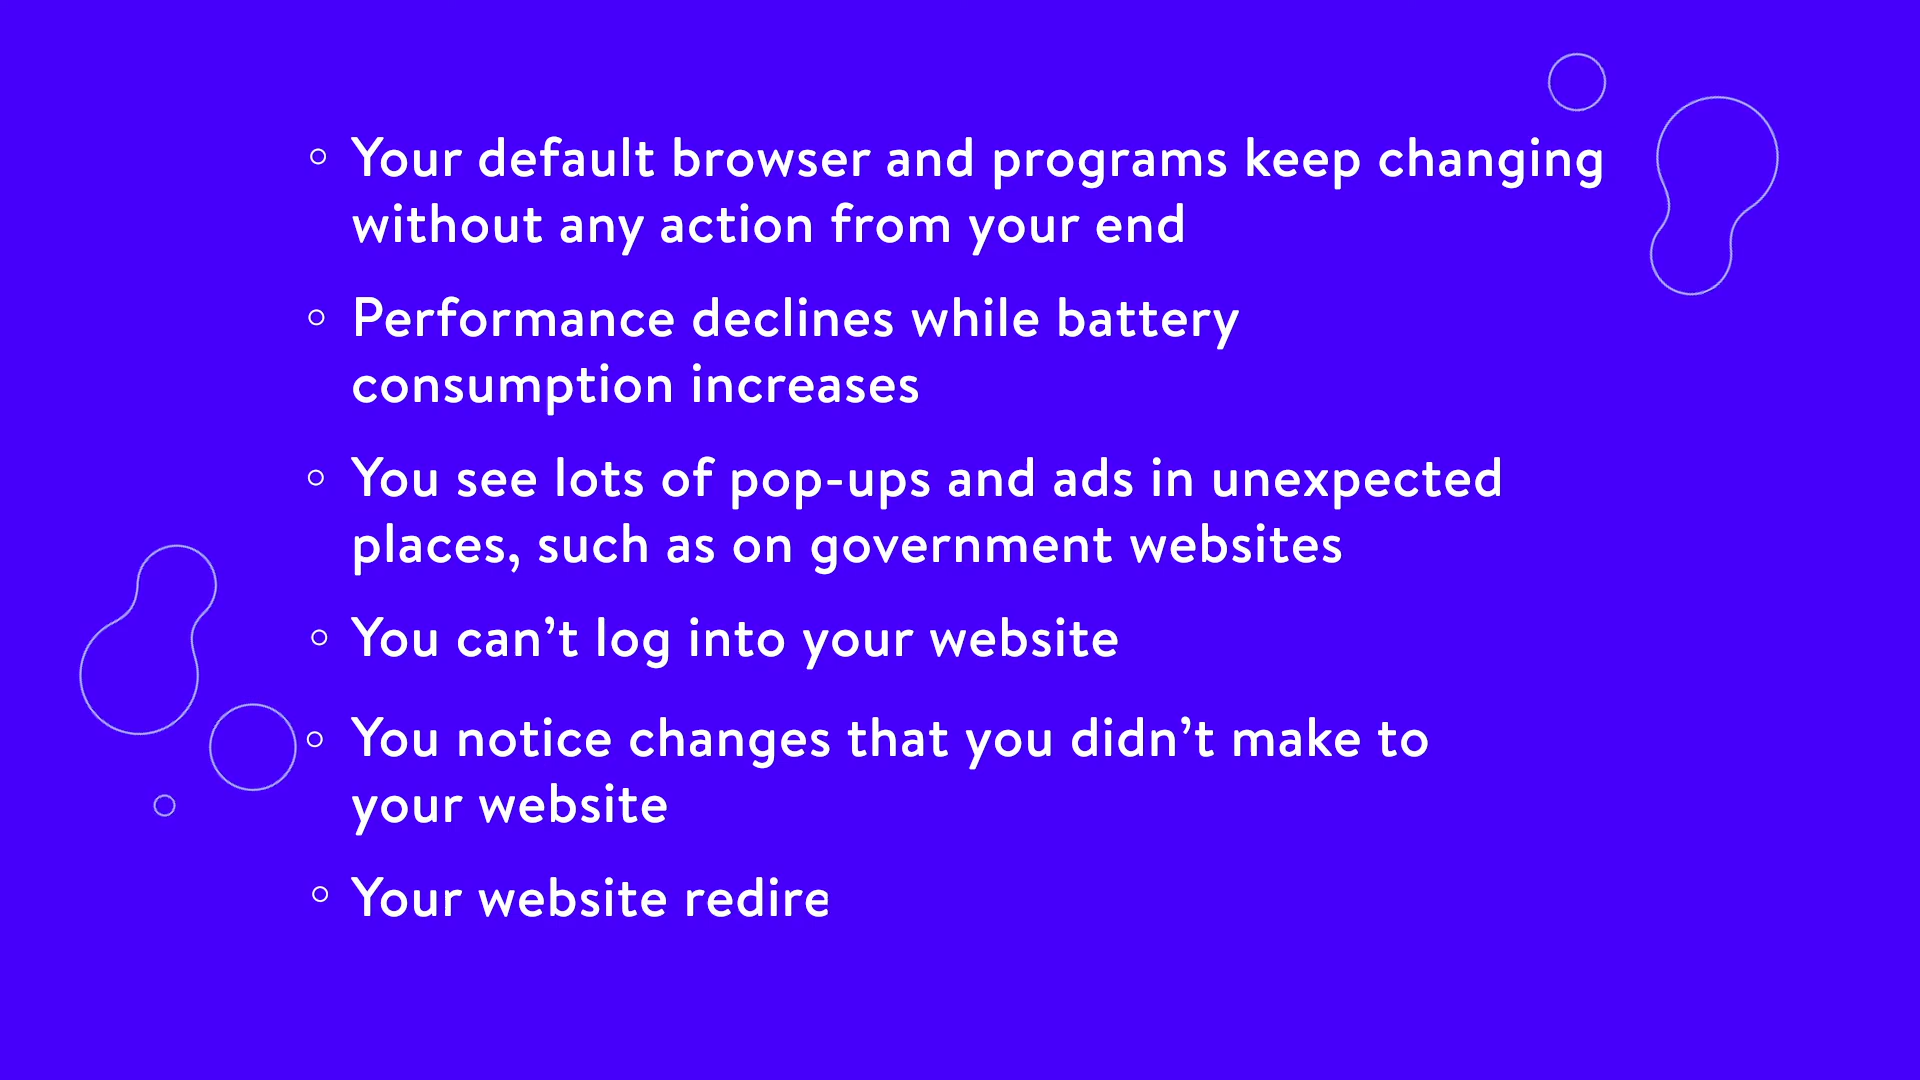 Your default browser and programs keep changing
without any action from your end
Performance declines while battery
consumption increases
You see lots of pop-ups and ads in unexpected
places, such as on government websites
You can’t log into your website
You notice changes that you didn’t make to
your website
Your website redire